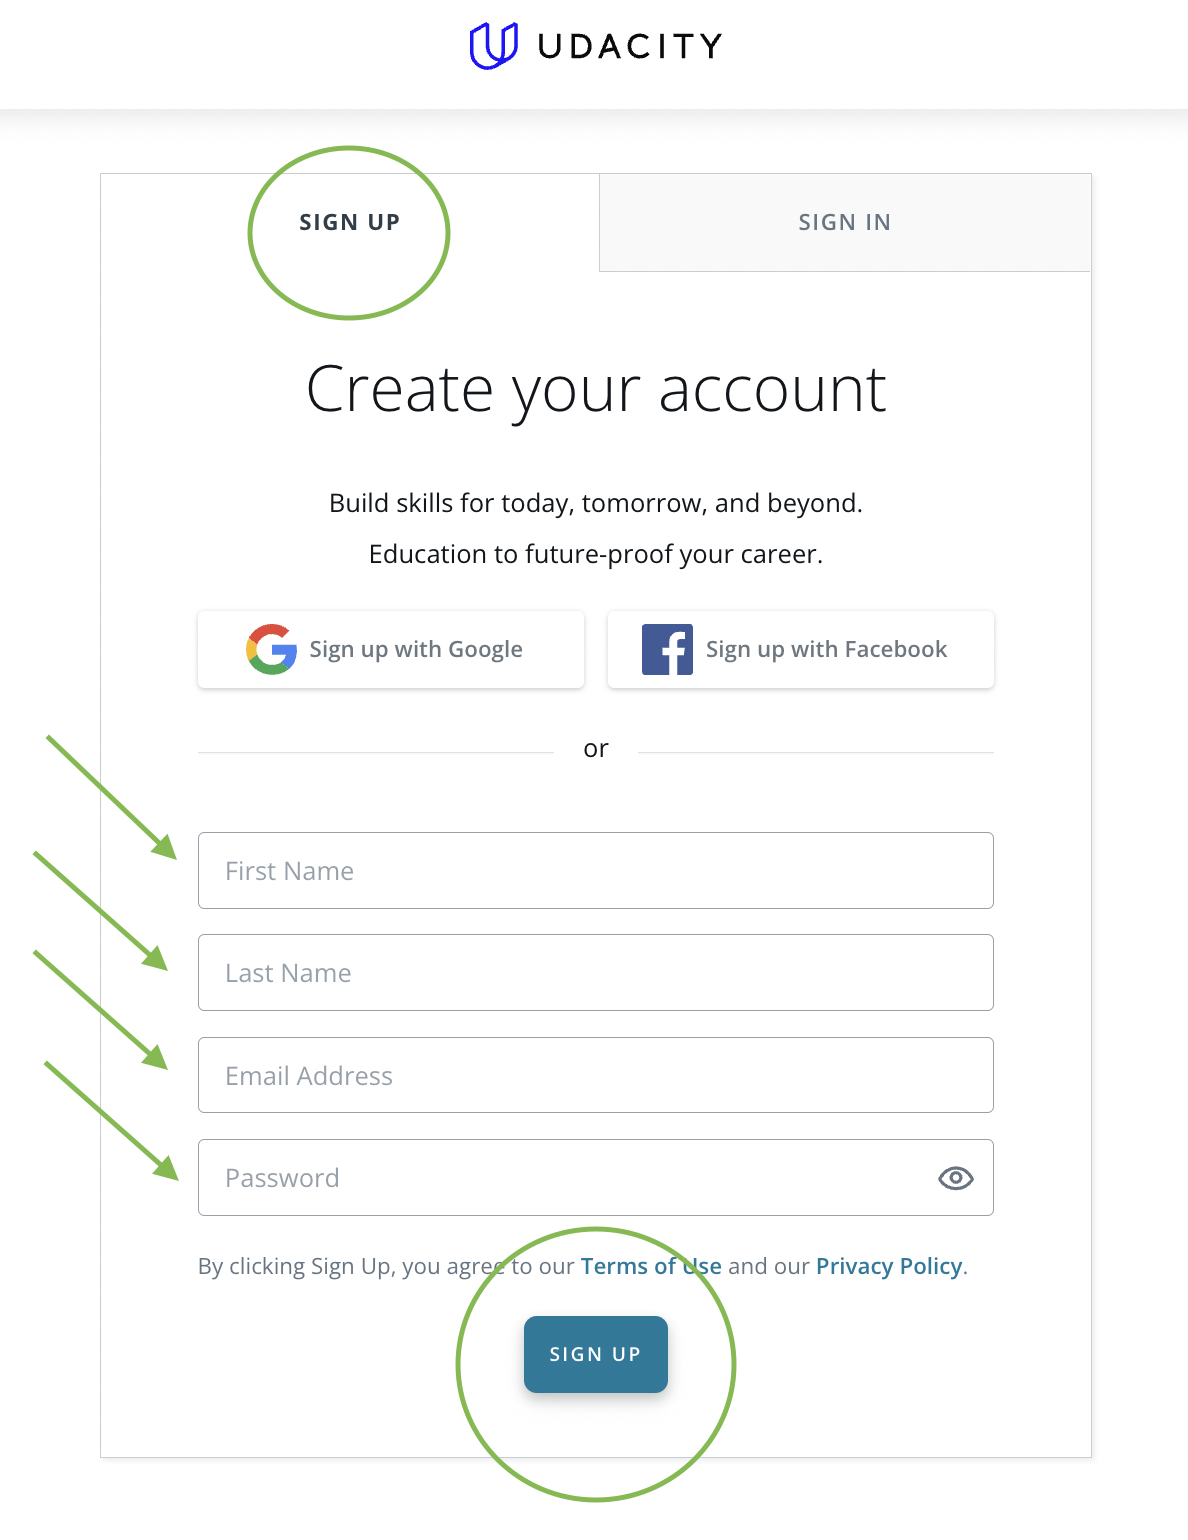 UDACITY
SIGN UP
SIGN IN
Create your account
Build skills for today, tomorrow, and beyond.
Education to future-proof your career.
Sign up with Google
Sign up with Facebook
or
First Name
Last Name
Email Address
Password
By clicking Sign Up, you agree to our Terms of Use and our Privacy Policy.
SIGN UP